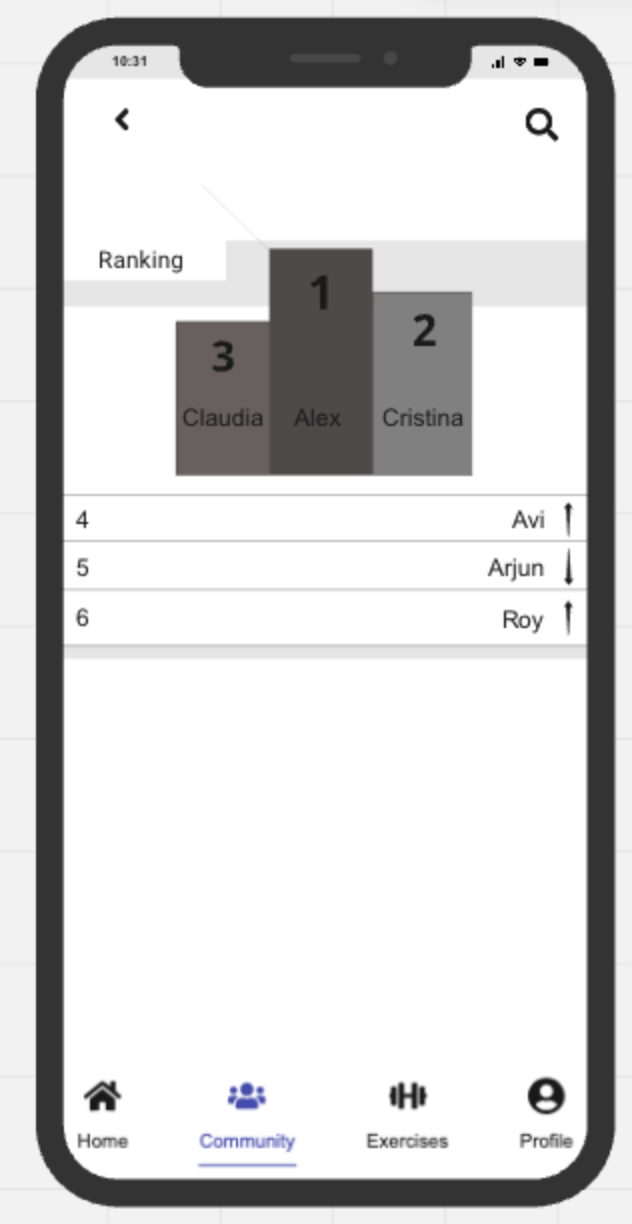 10:31
Ranking
1
2
3
Claudia Alex Cristina
4 Avi
5 Arjun
6 Roy
Home Community Exercises Profile